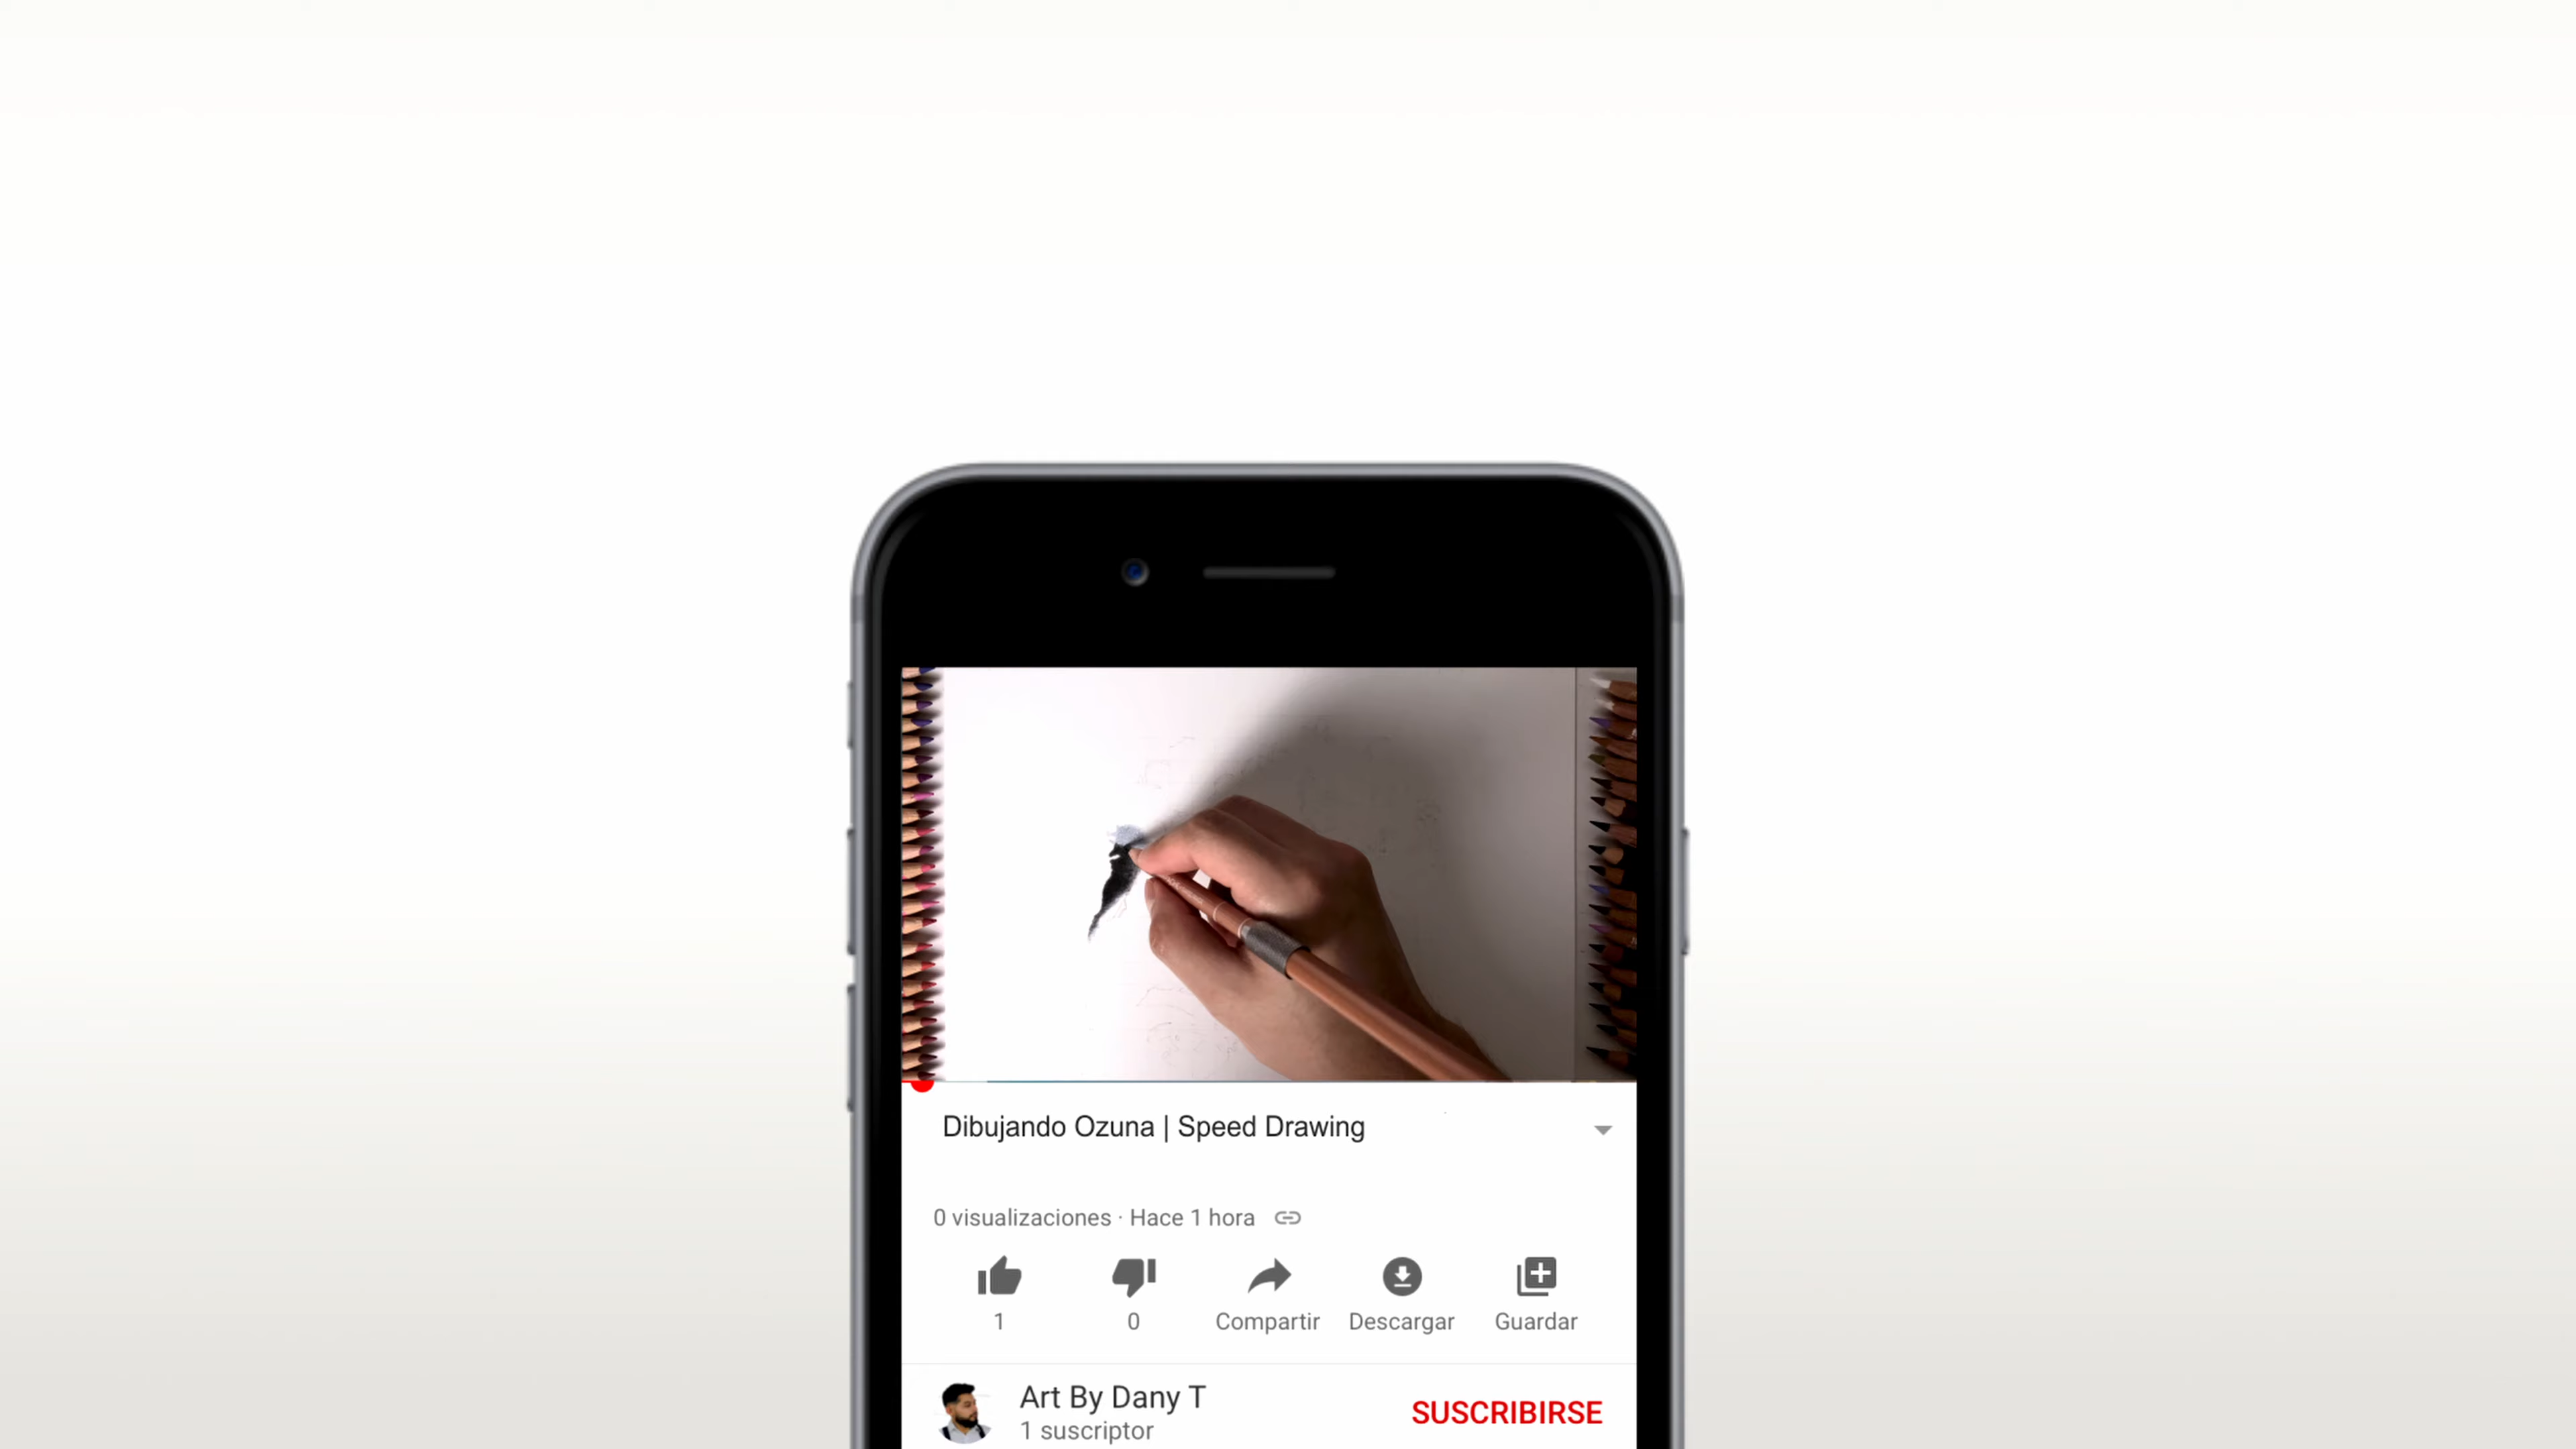 Dibujando Ozuna | Speed Drawing
0 visualizaciones · Hace 1 hora
1
0
Compartir
Descargar
Guardar
Art By Dany T
1 suscriptor
SUSCRIBIRSE